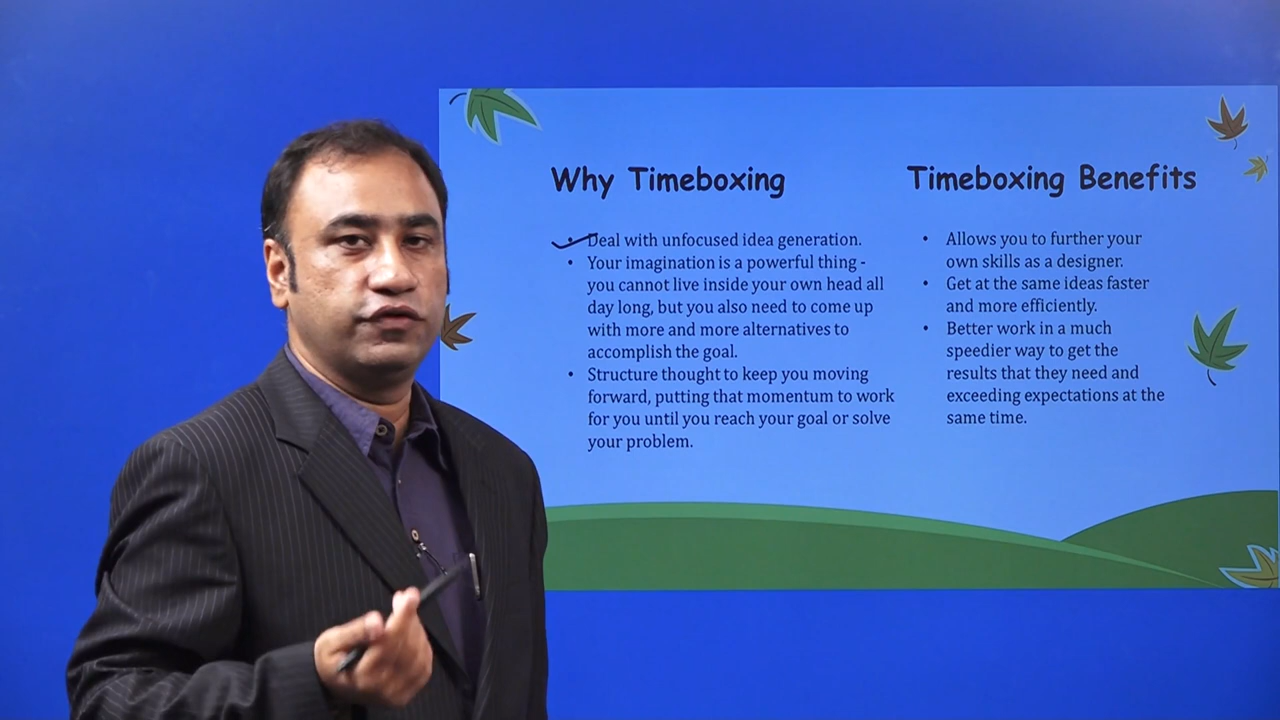 Why Timeboxing
• Deal with unfocused idea generation.
• Your imagination is a powerful thing -
you cannot live inside your own head all
day long, but you also need to come up
with more and more alternatives to
accomplish the goal.
• Structure thought to keep you moving
forward, putting that momentum to work
for you until you reach your goal or solve
your problem.
Timeboxing Benefits
• Allows you to further your
own skills as a designer.
• Get at the same ideas faster
and more efficiently.
• Better work in a much
speedier way to get the
results that they need and
exceeding expectations at the
same time.